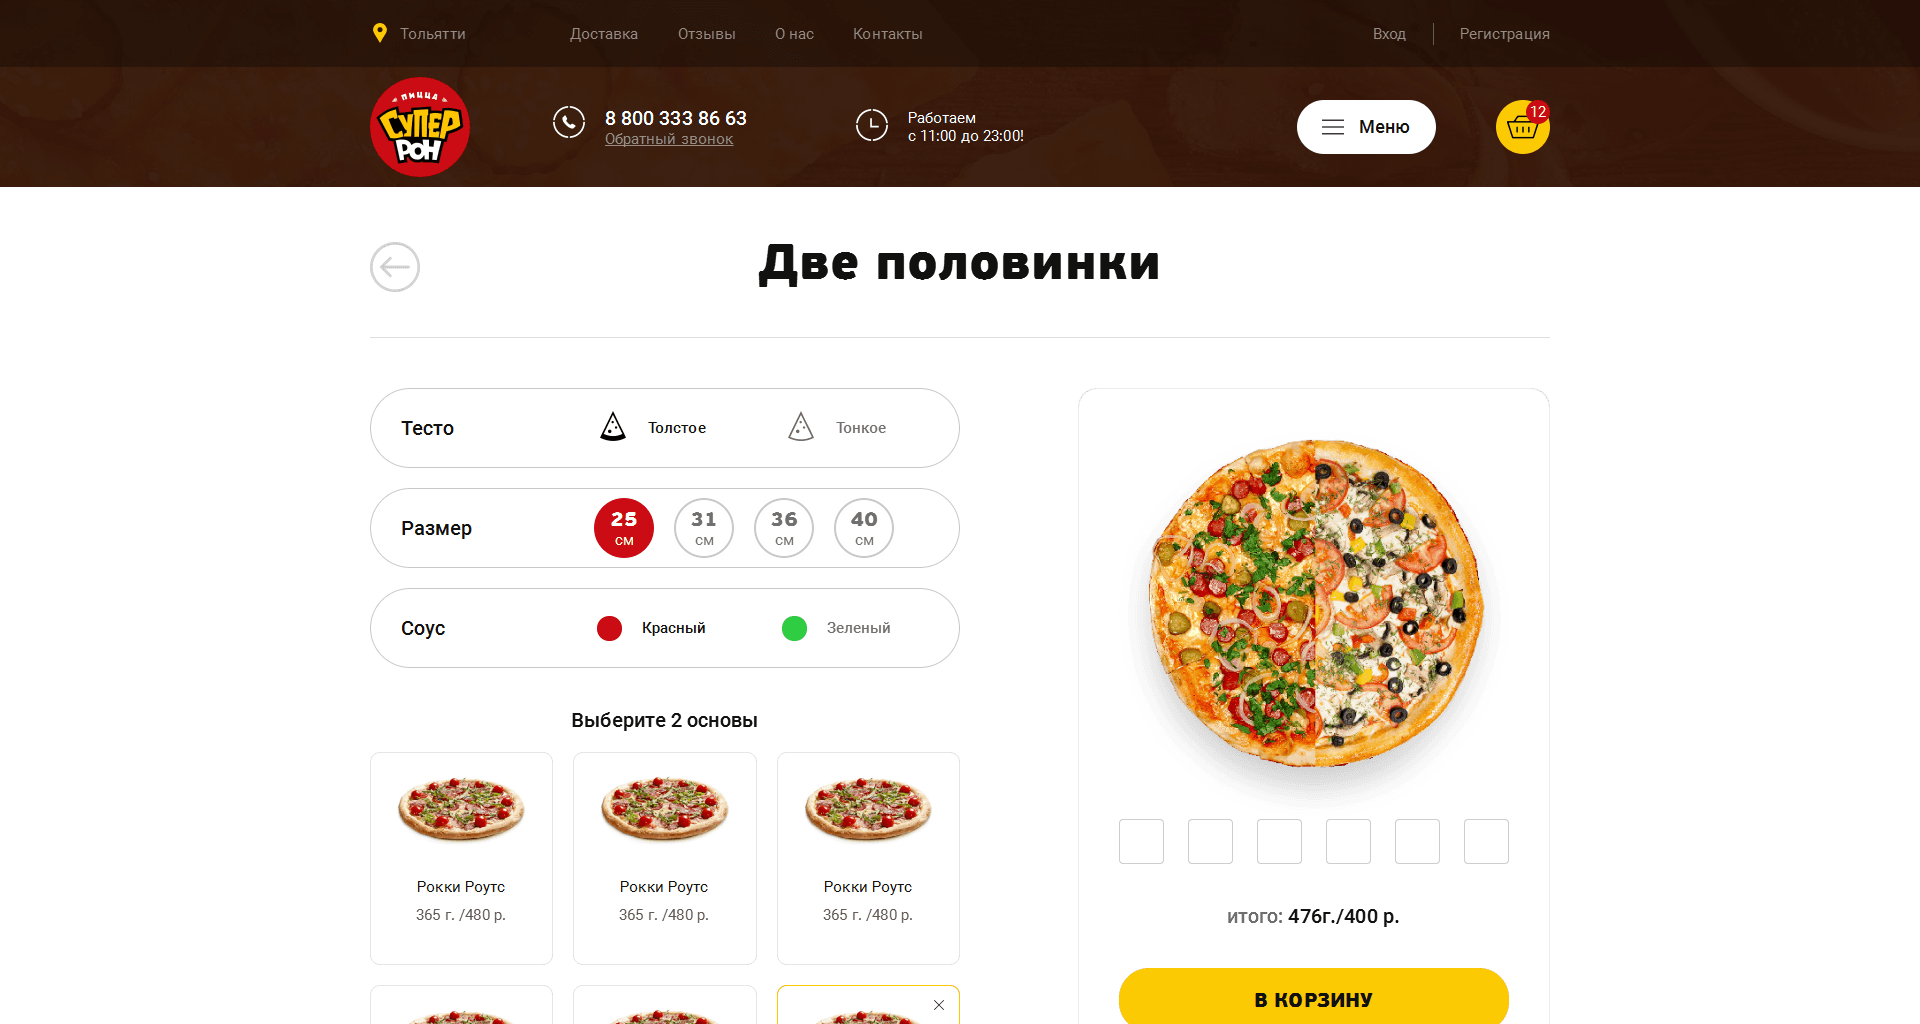 Тольятти
Доставка
Отзывы
О нас
Контакты
Вход
Регистрация
ПИЦЦА
СУПЕР
РОН
8 800 333 86 63
Обратный звонок
Работаем
с 11:00 до 23:00!
Меню
12
Две половинки
Тесто
Толстое
Тонкое
Размер
25
см
31
см
36
см
40
см
Соус
Красный
Зеленый
Выберите 2 основы
Рокки Роутс
365 г. /480 р.
Рокки Роутс
365 г. /480 р.
Рокки Роутс
365 г. /480 р.
итого: 476г./400 р.
В КОРЗИНУ